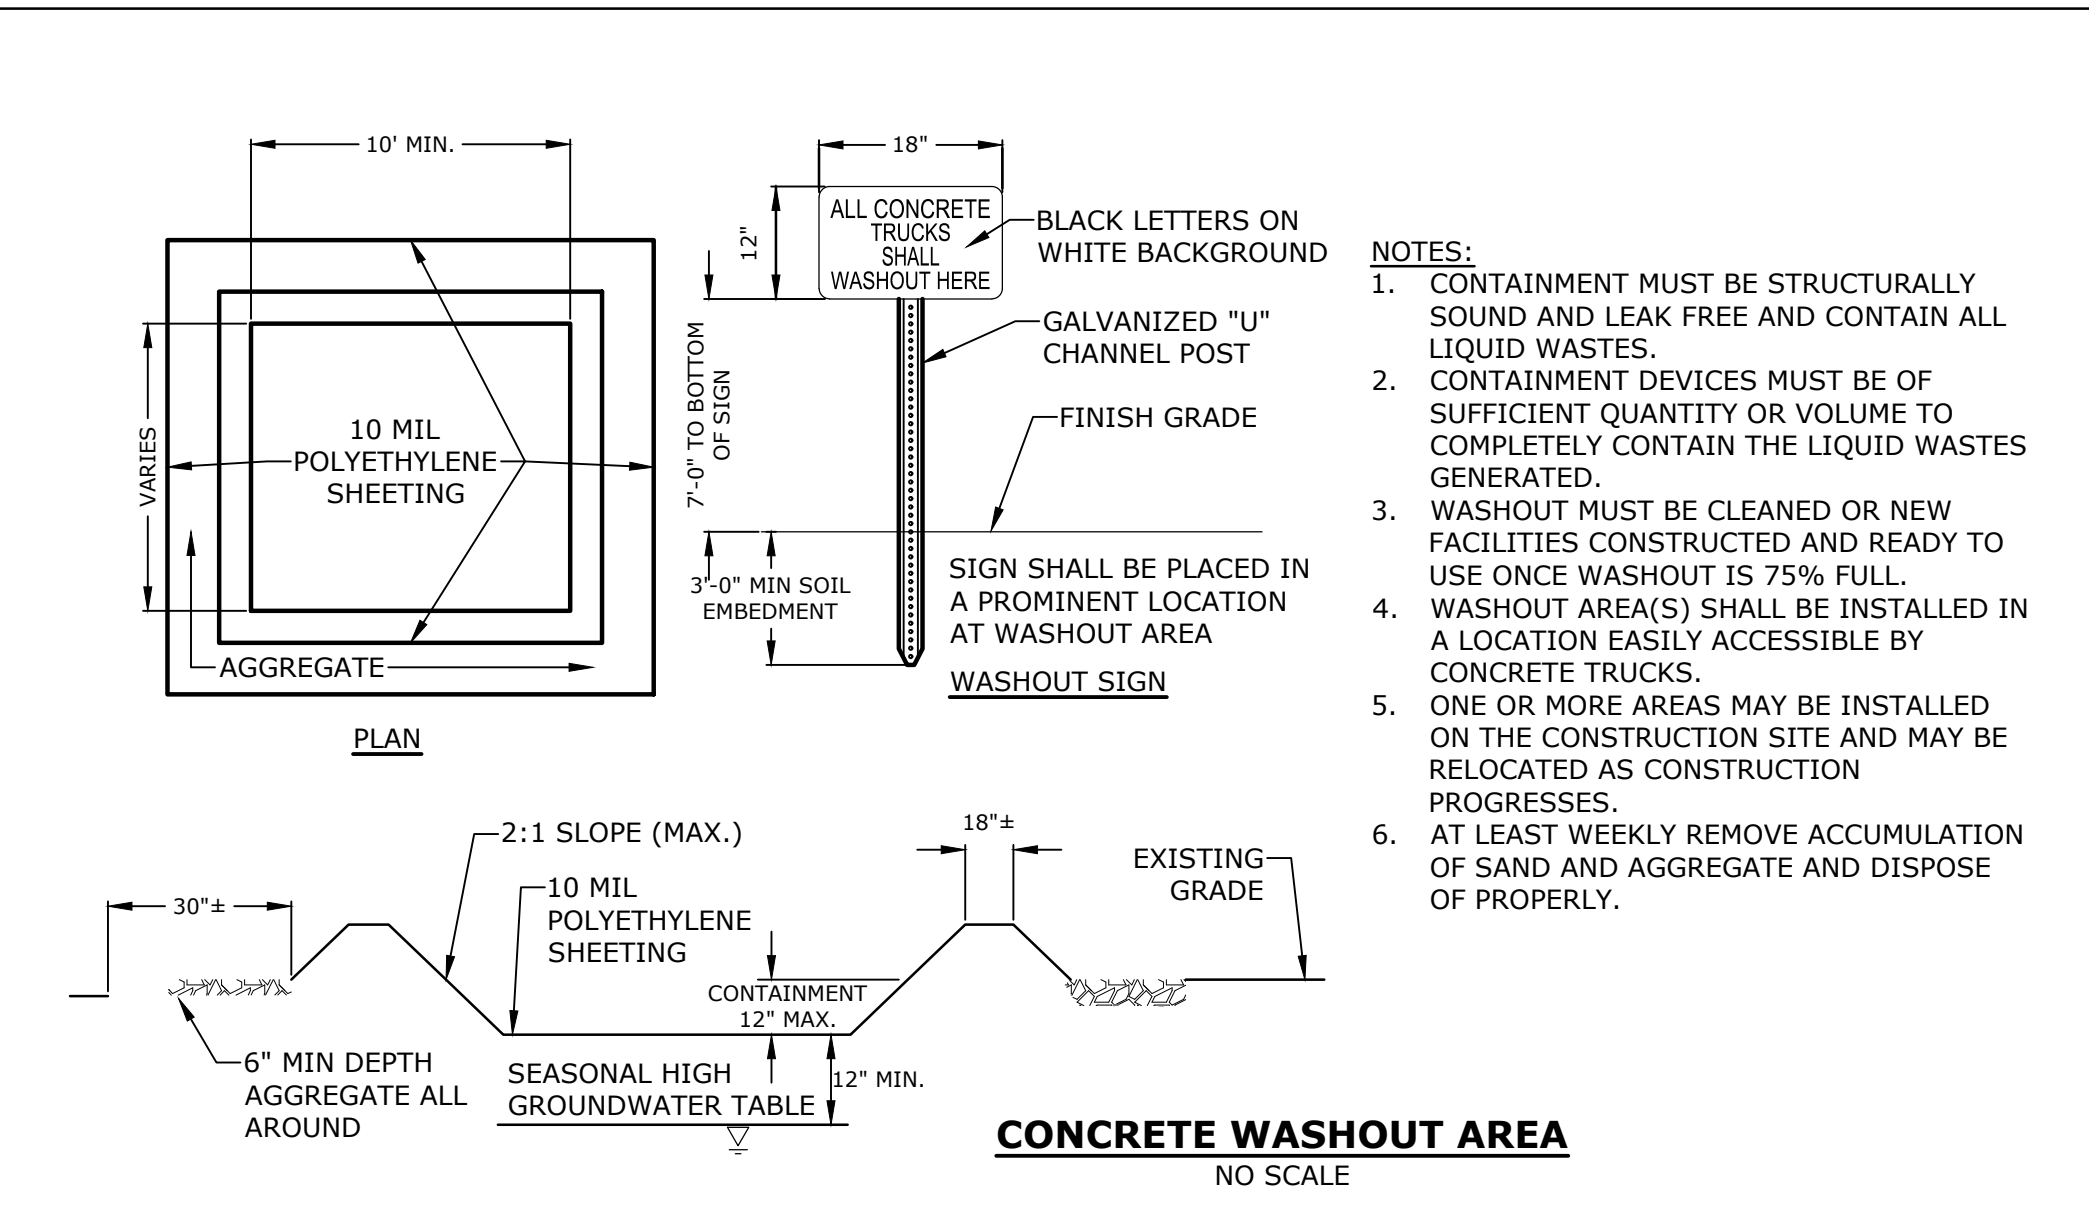 10' MIN.
VARIES
10 MIL
POLYETHYLENE
SHEETING
AGGREGATE
PLAN
18"
12"
ALL CONCRETE
TRUCKS
SHALL
WASHOUT HERE
BLACK LETTERS ON
WHITE BACKGROUND
GALVANIZED "U"
CHANNEL POST
7'-0" TO BOTTOM
OF SIGN
FINISH GRADE
3'-0" MIN SOIL
EMBEDMENT
SIGN SHALL BE PLACED IN
A PROMINENT LOCATION
AT WASHOUT AREA
WASHOUT SIGN
NOTES:
1. CONTAINMENT MUST BE STRUCTURALLY
SOUND AND LEAK FREE AND CONTAIN ALL
LIQUID WASTES.
2. CONTAINMENT DEVICES MUST BE OF
SUFFICIENT QUANTITY OR VOLUME TO
COMPLETELY CONTAIN THE LIQUID WASTES
GENERATED.
3. WASHOUT MUST BE CLEANED OR NEW
FACILITIES CONSTRUCTED AND READY TO
USE ONCE WASHOUT IS 75% FULL.
4. WASHOUT AREA(S) SHALL BE INSTALLED IN
A LOCATION EASILY ACCESSIBLE BY
CONCRETE TRUCKS.
5. ONE OR MORE AREAS MAY BE INSTALLED
ON THE CONSTRUCTION SITE AND MAY BE
RELOCATED AS CONSTRUCTION
PROGRESSES.
6. AT LEAST WEEKLY REMOVE ACCUMULATION
OF SAND AND AGGREGATE AND DISPOSE
OF PROPERLY.
30"±
2:1 SLOPE (MAX.)
10 MIL
POLYETHYLENE
SHEETING
18"±
EXISTING
GRADE
CONTAINMENT
12" MAX.
6" MIN DEPTH
AGGREGATE ALL
AROUND
SEASONAL HIGH
GROUNDWATER TABLE
12" MIN.
CONCRETE WASHOUT AREA
NO SCALE